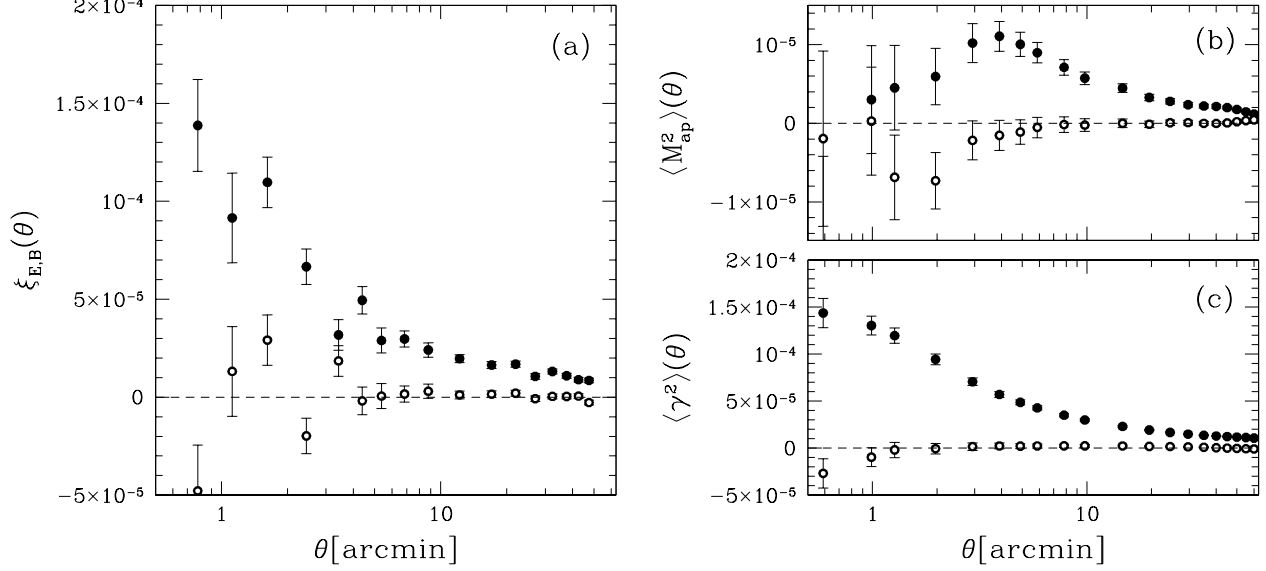 2×10⁻⁴
(a)
1.5×10⁻⁴
10⁻⁴
5×10⁻⁵
0
−5×10⁻⁵
ξE,B(θ)
1
10
θ[arcmin]
(b)
10⁻⁵
0
−1×10⁻⁵
⟨M²ap⟩(θ)
2×10⁻⁴
(c)
1.5×10⁻⁴
10⁻⁴
5×10⁻⁵
0
−5×10⁻⁵
⟨γ²⟩(θ)
1
10
θ[arcmin]